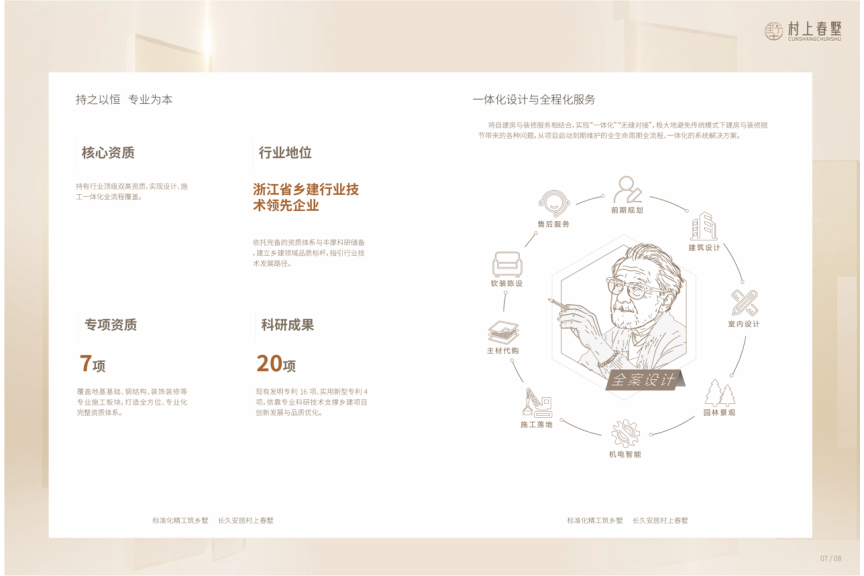 村上春墅
CUNSHANGCHUNSHU
持之以恒 专业为本
核心资质
持有行业顶级双高资质,实现设计、施
工一体化全流程覆盖。
行业地位
浙江省乡建行业技
术领先企业
依托完备的资质体系与丰厚科研储备
,建立乡建领域品质标杆,指引行业技
术发展路径。
专项资质
7项
覆盖地基基础、钢结构、装饰装修等
专业施工板块,打造全方位、专业化
完整资质体系。
科研成果
20项
现有发明专利 16 项、实用新型专利 4
项,依靠专业科研技术支撑乡建项目
创新发展与品质优化。
标准化精工筑乡墅 长久安居村上春墅
一体化设计与全程化服务
将自建房与装修服务相结合,实现“一体化”“无缝对接”,极大地避免传统模式下建房与装修脱
节带来的各种问题,从项目启动到期维护的全生命周期全流程、一体化的系统解决方案。
前期规划
建筑设计
室内设计
园林景观
机电智能
施工落地
主材代购
软装陈设
售后服务
全案设计
标准化精工筑乡墅 长久安居村上春墅
07 / 08